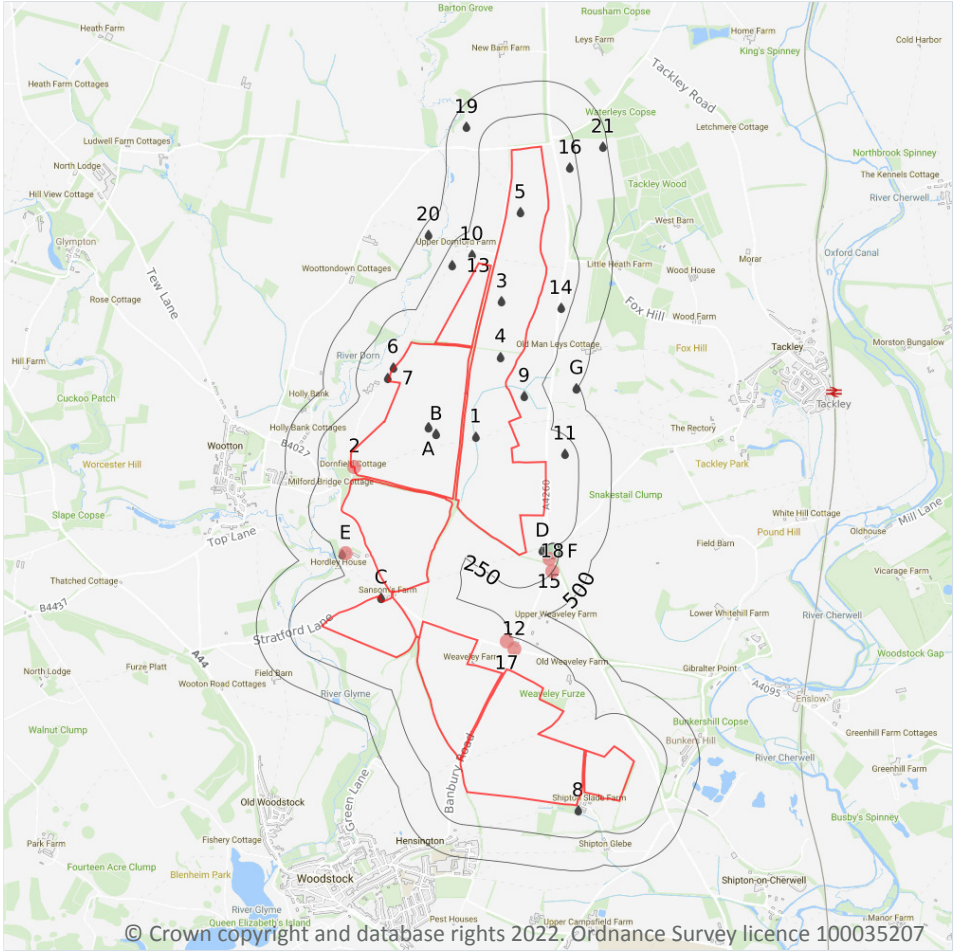 Barton Grove
Rousham Copse
Heath Farm
Home Farm
Leys Farm
Cold Harbor
New Barn Farm
King's Spinney
Tackley Road
Heath Farm Cottages
19
Waterleys Copse
21
Letchmere Cottage
Ludwell Farm Cottages
16
Northbrook Spinney
North Lodge
The Kennels Cottage
Tackley Wood
Hill View Cottage
River Cherwell
5
20
West Barn
10
Glympton
Upper Dornford Farm
Oxford Canal
Woottondown Cottages
13
Little Heath Farm
Morar
Wood House
Tew Lane
3
14
Rose Cottage
Fox Hill
Wood Farm
4
Old Man Leys Cottage
Morston Bungalow
6
River Dorn
Fox Hill
Tackley
Hill Farm
7
9
G
Holly Bank
Cuckoo Patch
Tackley
B
1
Holly Bank Cottages
The Rectory
11
A
B4027
2
Wootton
Worcester Hill
Dornfield Cottage
Tackley Park
Milford Bridge Cottage
A4260
Snakestail Clump
Mill Lane
Slape Copse
White Hill Cottage
D
Pound Hill
Oldhouse
E
Top Lane
Field Barn
18 F
Hordley House
250
15
500
Vicarage Farm
Thatched Cottage
C
Sansom's Farm
B4437
Upper Weaveley Farm
Lower Whitehill Farm
River Cherwell
Stratford Lane
12
A44
Weaveley Farm
17
Old Weaveley Farm
Woodstock Gap
North Lodge
Furze Platt
Field Barn
Gibralter Point
Wooton Road Cottages
A4095
River Glyme
Weaveley Furze
Enslow
Bunkershill Copse
Walnut Clump
Greenhill Farm Cottages
Bunkers Hill
River Cherwell
Banbury Road
Greenhill Farm
8
Green Lane
Shipton Slade Farm
Old Woodstock
Busby's Spinney
Park Farm
Fishery Cottage
Hensington
Shipton Glebe
Fourteen Acre Clump
Blenheim Park
Woodstock
Shipton-on-Cherwell
River Glyme
Queen Elizabeth's Island
Pest Houses
Upper Campsfield Farm
Manor Farm
© Crown copyright and database rights 2022. Ordnance Survey licence 100035207